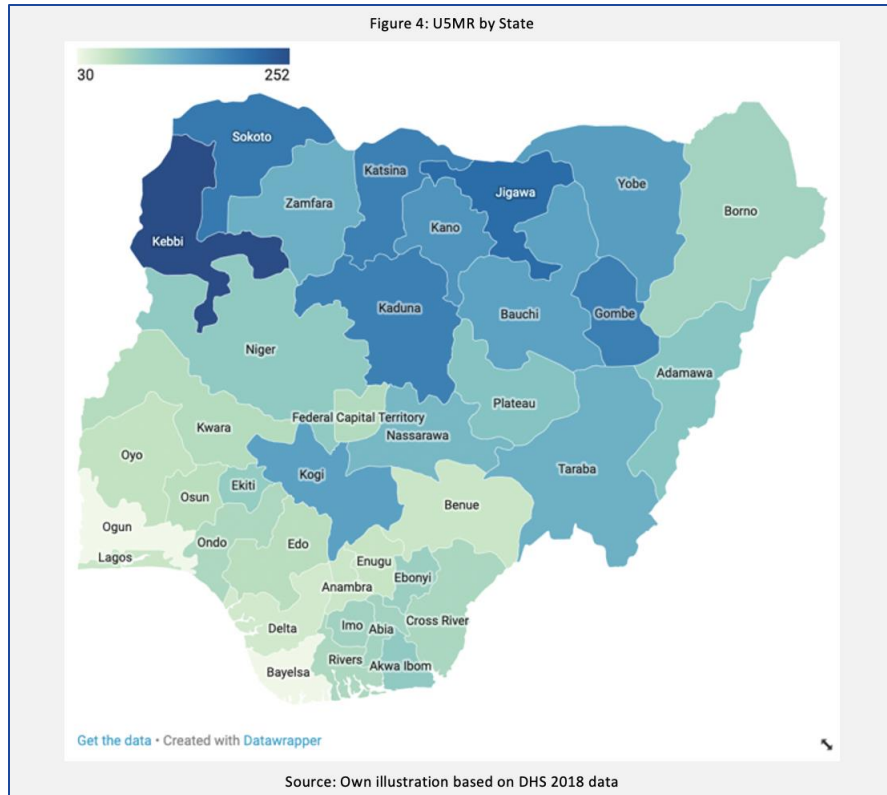 Figure 4: U5MR by State
30 252
Sokoto
Katsina
Jigawa
Yobe
Zamfara
Borno
Kano
Kebbi
Kaduna
Bauchi
Gombe
Niger
Adamawa
Plateau
Federal Capital Territory
Kwara
Nassarawa
Oyo
Taraba
Kogi
Ekiti
Osun
Benue
Ogun
Ondo
Edo
Lagos
Enugu
Ebonyi
Anambra
Cross River
Imo
Abia
Delta
Rivers
Akwa Ibom
Bayelsa
Get the data • Created with Datawrapper
Source: Own illustration based on DHS 2018 data